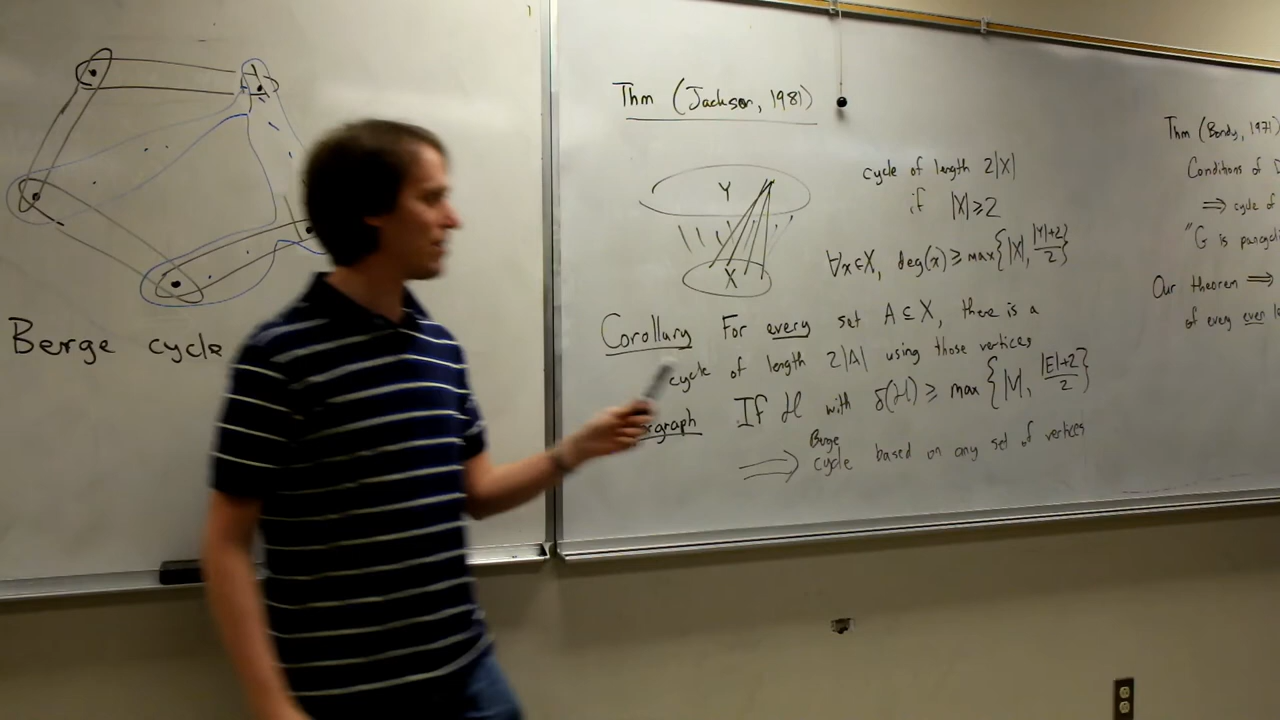 Berge cycle
Thm (Jackson, 1981)
Y
X
cycle of length 2|X|
if |X|≥2
∀x∈X, deg(x) ≥ max{|X|, |Y|+2/2}
Corollary For every set A⊆X, there is a
cycle of length 2|A| using those vertices
If H with δ(H) ≥ max{|V|, |E|+2/2}
⟹ Berge cycle based on any set of vertices
Thm (Bondy, 1971)
Conditions of
⟹ cycle of
"G is
Our theorem ⟹
of every even